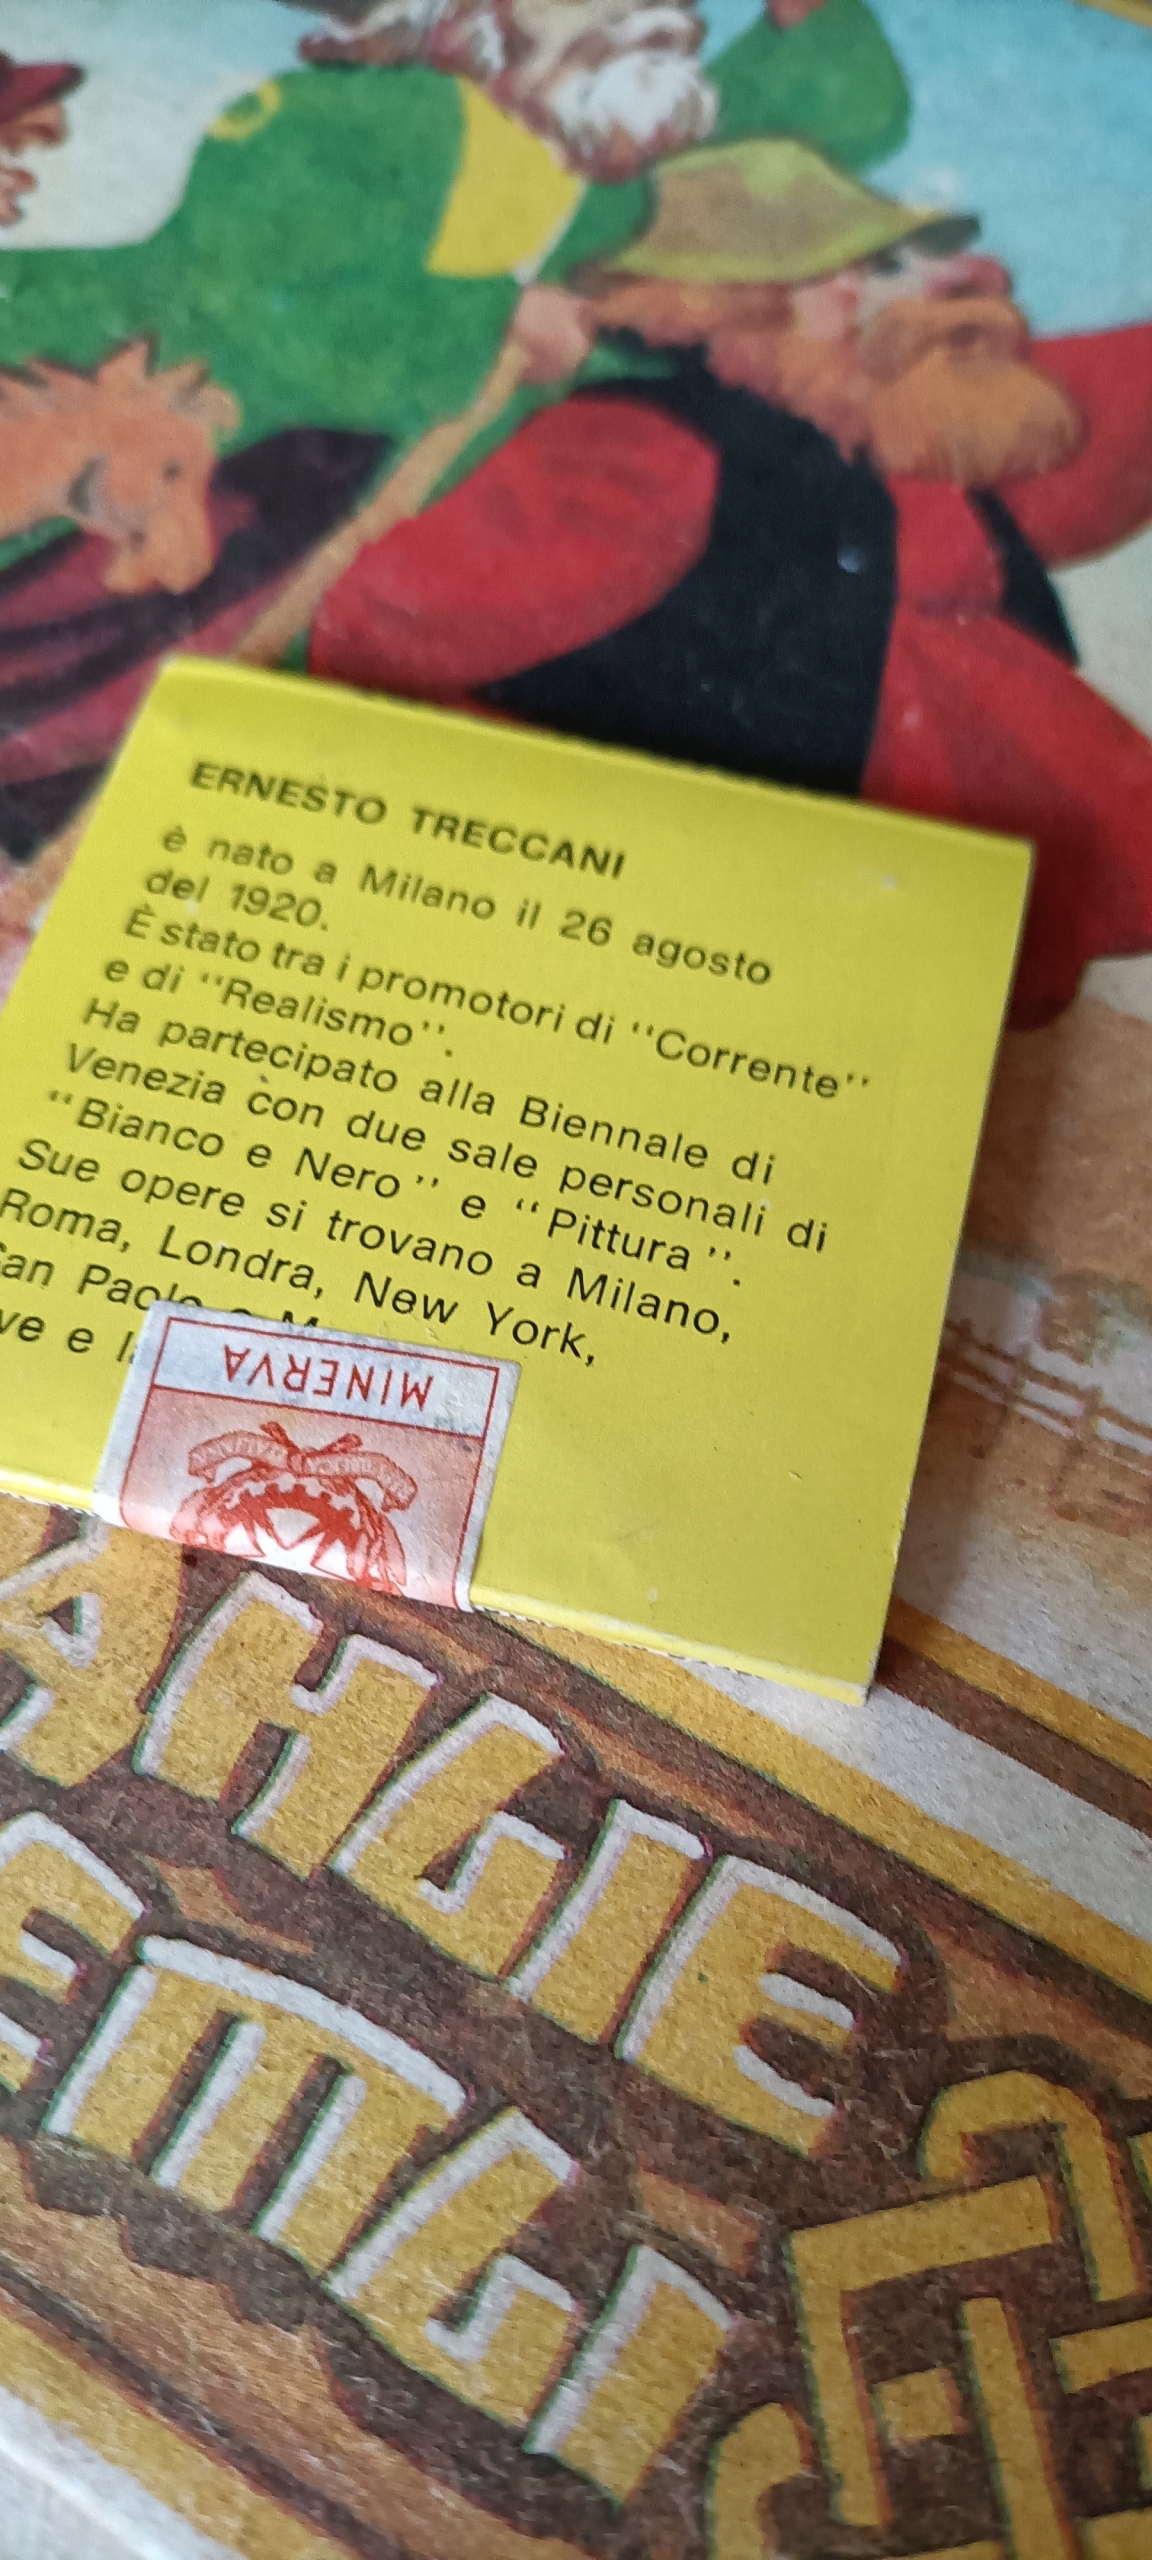 ERNESTO TRECCANI
è nato a Milano il 26 agosto
del 1920.
È stato tra i promotori di "Corrente"
e di "Realismo".
Ha partecipato alla Biennale di
Venezia con due sale personali di
"Bianco e Nero" e "Pittura".
Sue opere si trovano a Milano,
Roma, Londra, New York,
San Paolo e
e
MINERVA